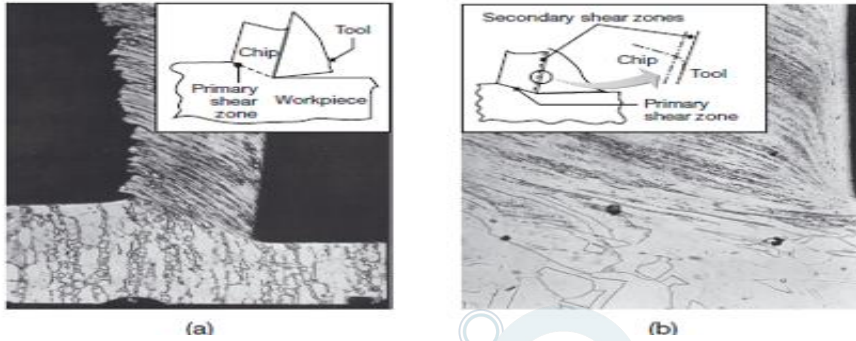 Chip
Tool
Primary
shear
zone
Workpiece
(a)
Secondary shear zones
Chip
Tool
Primary
shear zone
(b)